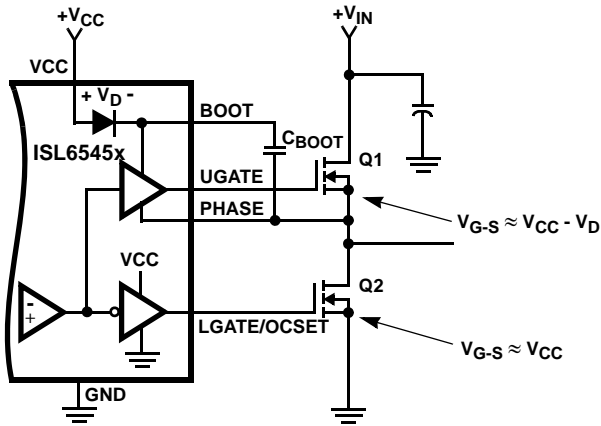 +VCC
+VIN
VCC
+ VD -
BOOT
CBOOT
ISL6545x
Q1
UGATE
PHASE
VG-S ≈ VCC - VD
VCC
Q2
-
+
LGATE/OCSET
VG-S ≈ VCC
GND